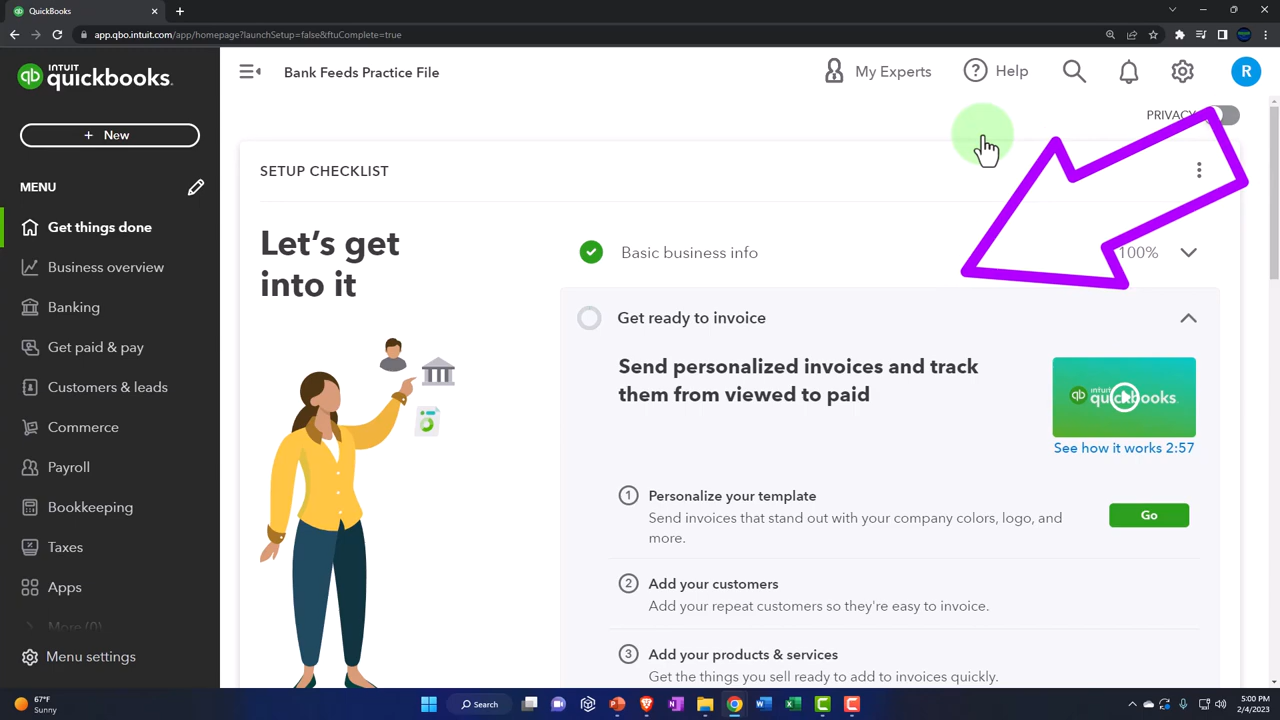 QuickBooks
app.qbo.intuit.com/app/homepage?launchSetup=false&ftuComplete=true
INTUIT
quickbooks.
Bank Feeds Practice File
My Experts
Help
R
PRIVACY
+ New
MENU
Get things done
Business overview
Banking
Get paid & pay
Customers & leads
Commerce
Payroll
Bookkeeping
Taxes
Apps
More (0)
Menu settings
SETUP CHECKLIST
Let's get
into it
Basic business info
100%
Get ready to invoice
Send personalized invoices and track
them from viewed to paid
INTUIT
quickbooks.
See how it works 2:57
1 Personalize your template
Send invoices that stand out with your company colors, logo, and
more.
Go
2 Add your customers
Add your repeat customers so they're easy to invoice.
3 Add your products & services
Get the things you sell ready to add to invoices quickly.
67°F
Sunny
Search
5:00 PM
2/4/2023